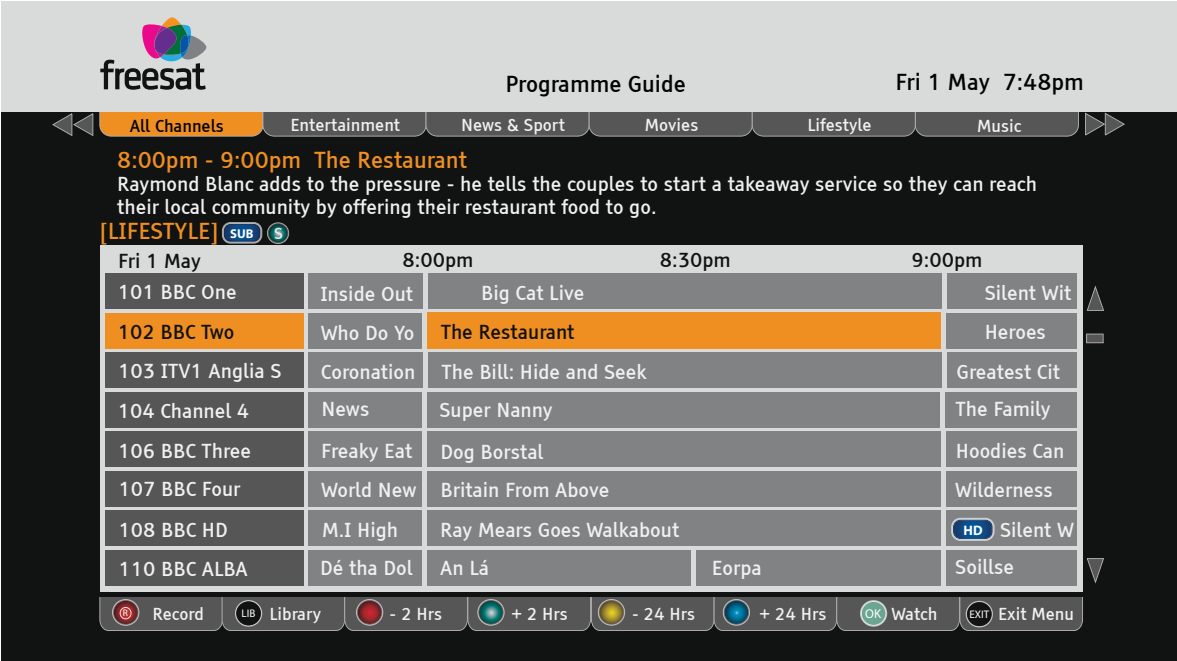 freesat
Programme Guide
Fri 1 May 7:48pm
All Channels Entertainment News & Sport Movies Lifestyle Music
8:00pm - 9:00pm The Restaurant
Raymond Blanc adds to the pressure - he tells the couples to start a takeaway service so they can reach
their local community by offering their restaurant food to go.
[LIFESTYLE] SUB S
Fri 1 May 8:00pm 8:30pm 9:00pm
101 BBC One Inside Out Big Cat Live Silent Wit
102 BBC Two Who Do Yo The Restaurant Heroes
103 ITV1 Anglia S Coronation The Bill: Hide and Seek Greatest Cit
104 Channel 4 News Super Nanny The Family
106 BBC Three Freaky Eat Dog Borstal Hoodies Can
107 BBC Four World New Britain From Above Wilderness
108 BBC HD M.I High Ray Mears Goes Walkabout HD Silent W
110 BBC ALBA Dé tha Dol An Lá Eorpa Soillse
R Record LIB Library - 2 Hrs + 2 Hrs - 24 Hrs + 24 Hrs OK Watch EXIT Exit Menu